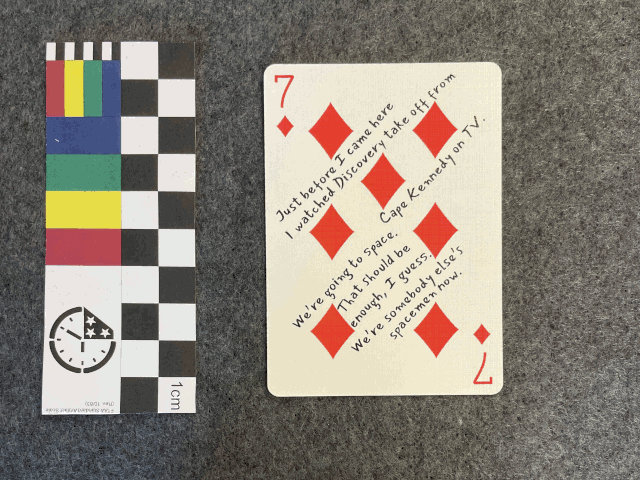 7
Just before I came here
I watched Discovery take off from
Cape Kennedy on TV.
We're going to space.
That should be
enough, I guess.
We're somebody else's
spacemen now.
7
1cm